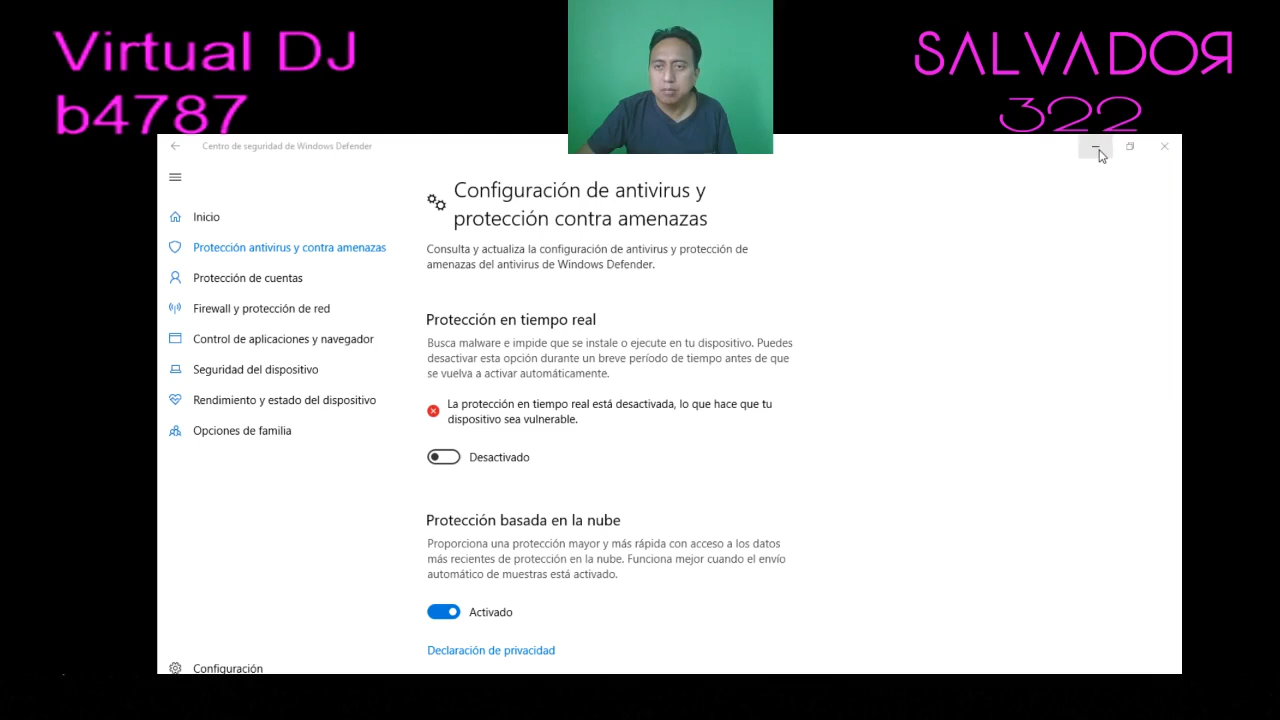 Virtual DJ
b4787
SALVADOR
322
Centro de seguridad de Windows Defender
Inicio
Protección antivirus y contra amenazas
Protección de cuentas
Firewall y protección de red
Control de aplicaciones y navegador
Seguridad del dispositivo
Rendimiento y estado del dispositivo
Opciones de familia
Configuración
Configuración de antivirus y
protección contra amenazas
Consulta y actualiza la configuración de antivirus y protección de
amenazas del antivirus de Windows Defender.
Protección en tiempo real
Busca malware e impide que se instale o ejecute en tu dispositivo. Puedes
desactivar esta opción durante un breve período de tiempo antes de que
se vuelva a activar automáticamente.
La protección en tiempo real está desactivada, lo que hace que tu
dispositivo sea vulnerable.
Desactivado
Protección basada en la nube
Proporciona una protección mayor y más rápida con acceso a los datos
más recientes de protección en la nube. Funciona mejor cuando el envío
automático de muestras está activado.
Activado
Declaración de privacidad